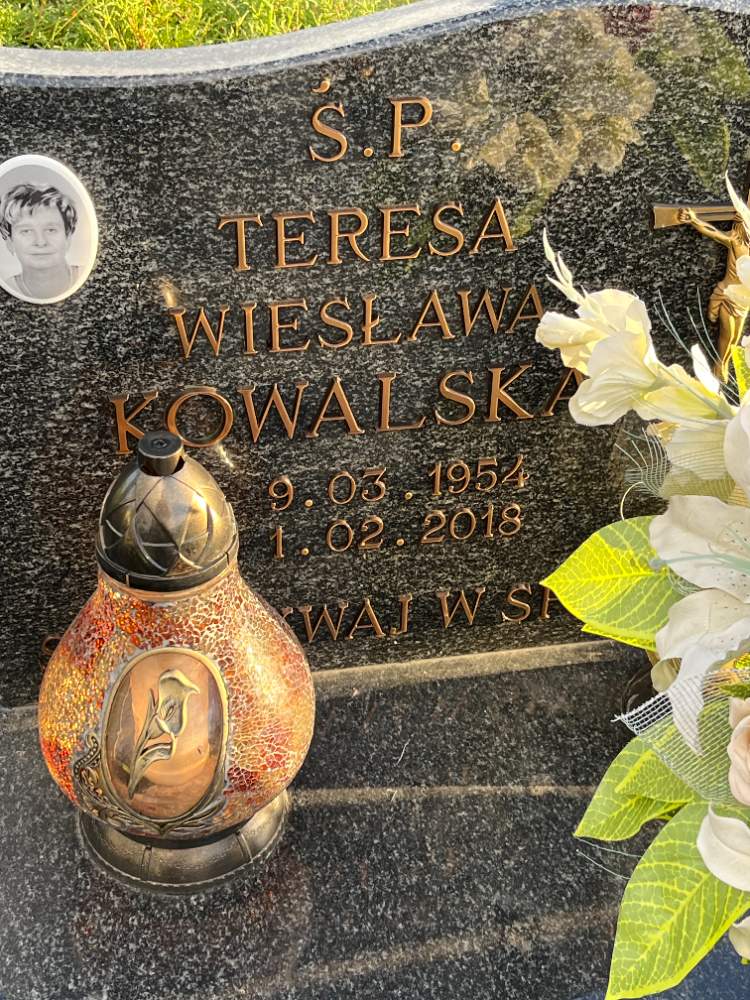 Ś.P.
TERESA
WIESŁAWA
KOWALSKA
9.03.1954
1.02.2018
W